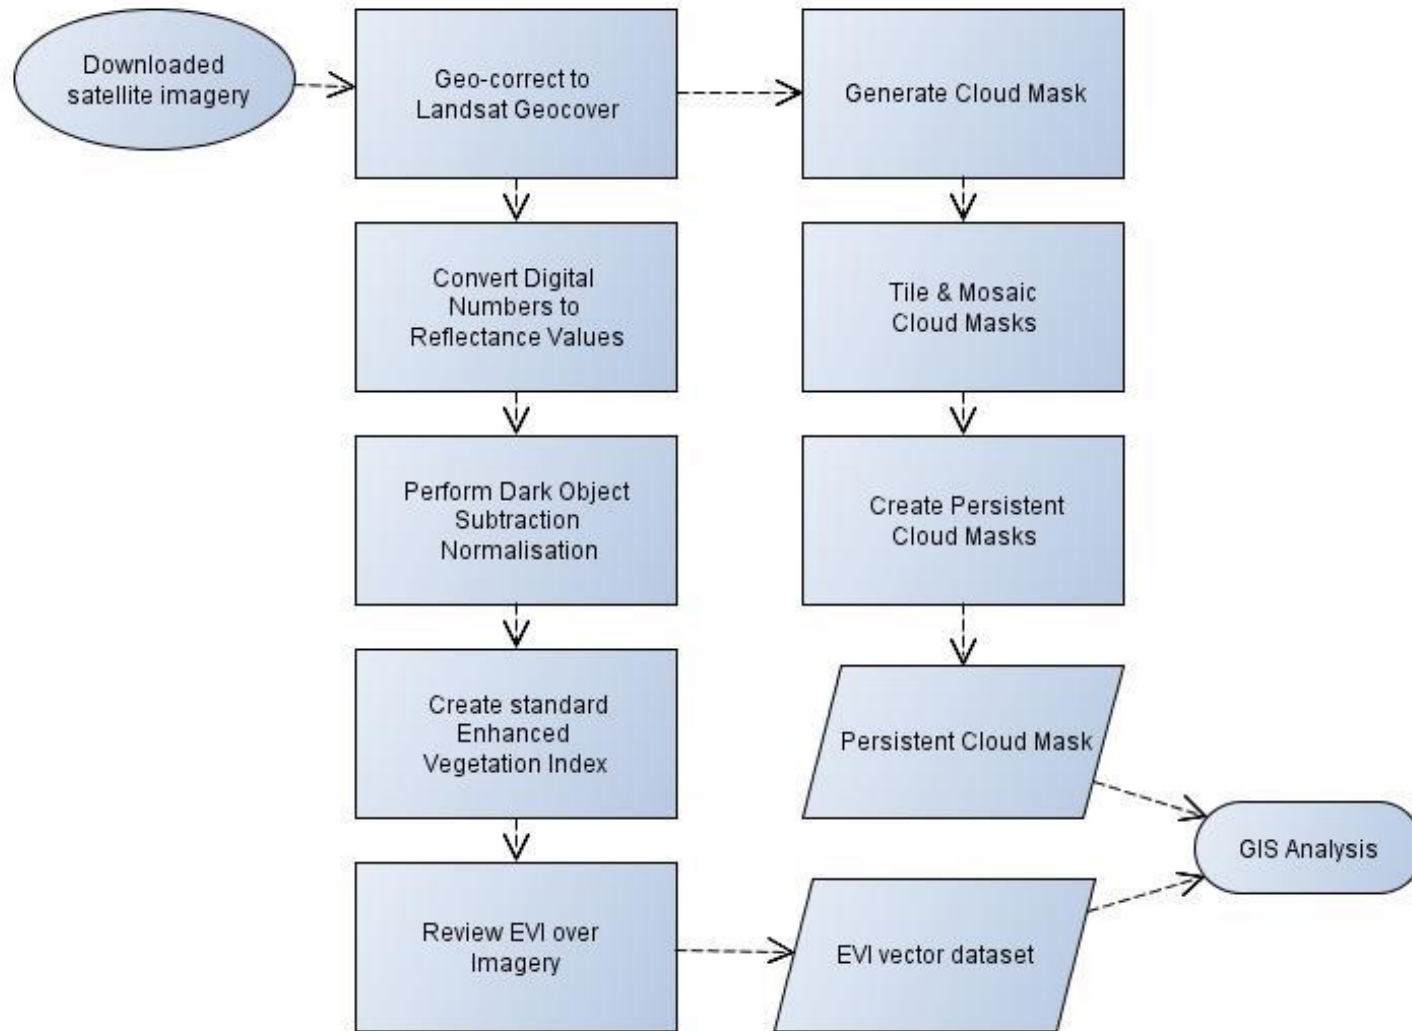 Downloaded
satellite imagery
Geo-correct to
Landsat Geocover
Generate Cloud Mask
Convert Digital
Numbers to
Reflectance Values
Tile & Mosaic
Cloud Masks
Perform Dark Object
Subtraction
Normalisation
Create Persistent
Cloud Masks
Create standard
Enhanced
Vegetation Index
Persistent Cloud Mask
GIS Analysis
Review EVI over
Imagery
EVI vector dataset